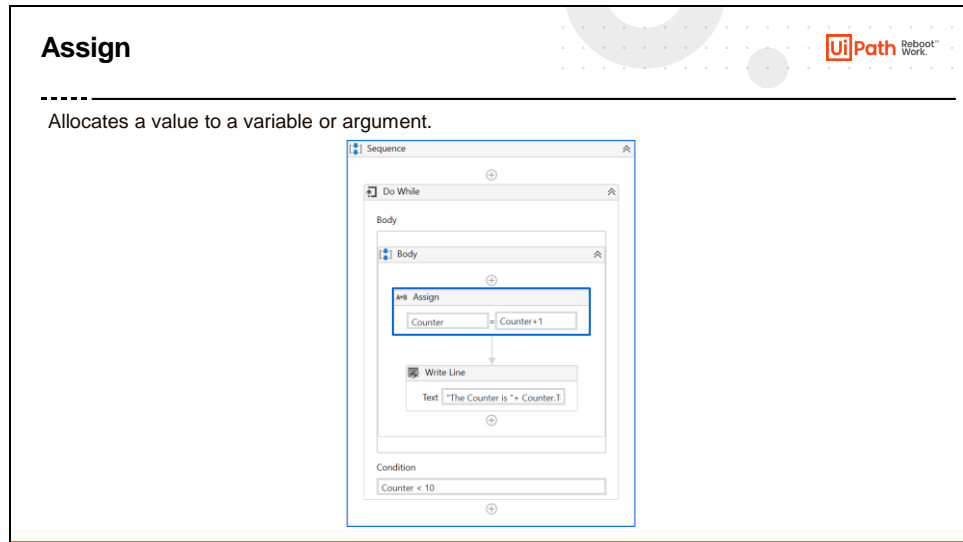 Assign
UiPath Reboot™ Work.
Allocates a value to a variable or argument.
Sequence
Do While
Body
Body
A+B Assign
Counter = Counter+1
Write Line
Text "The Counter is "+ Counter.T
Condition
Counter < 10